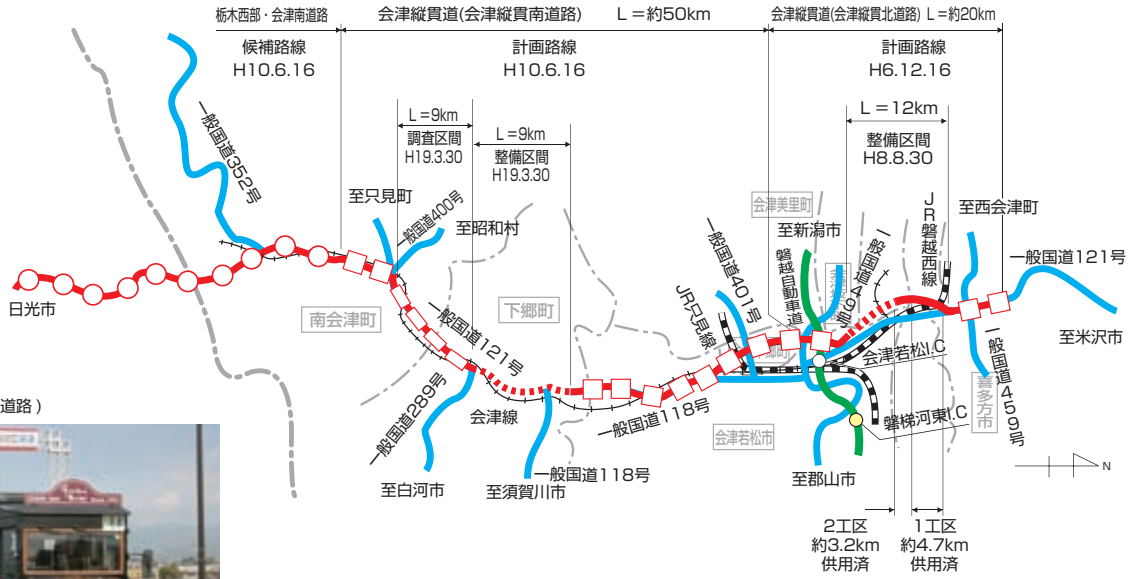 栃木西部・会津南道路
会津縦貫道(会津縦貫南道路) L=約50km
会津縦貫道(会津縦貫北道路) L=約20km
候補路線
H10.6.16
計画路線
H10.6.16
計画路線
H6.12.16
L=9km
調査区間
H19.3.30
L=9km
整備区間
H19.3.30
L=12km
整備区間
H8.8.30
一般国道352号
至只見町
一般国道400号
至昭和村
会津美里町
至新潟市
磐越自動車道
一般国道401号
JR只見線
一般国道49号
JR磐越西線
至西会津町
一般国道121号
日光市
南会津町
下郷町
一般国道121号
至米沢市
会津若松I.C
一般国道459号
喜多方市
一般国道289号
会津線
一般国道118号
会津若松市
磐梯河東I.C
道路)
至白河市
至須賀川市
一般国道118号
至郡山市
N
2工区
約3.2km
供用済
1工区
約4.7km
供用済